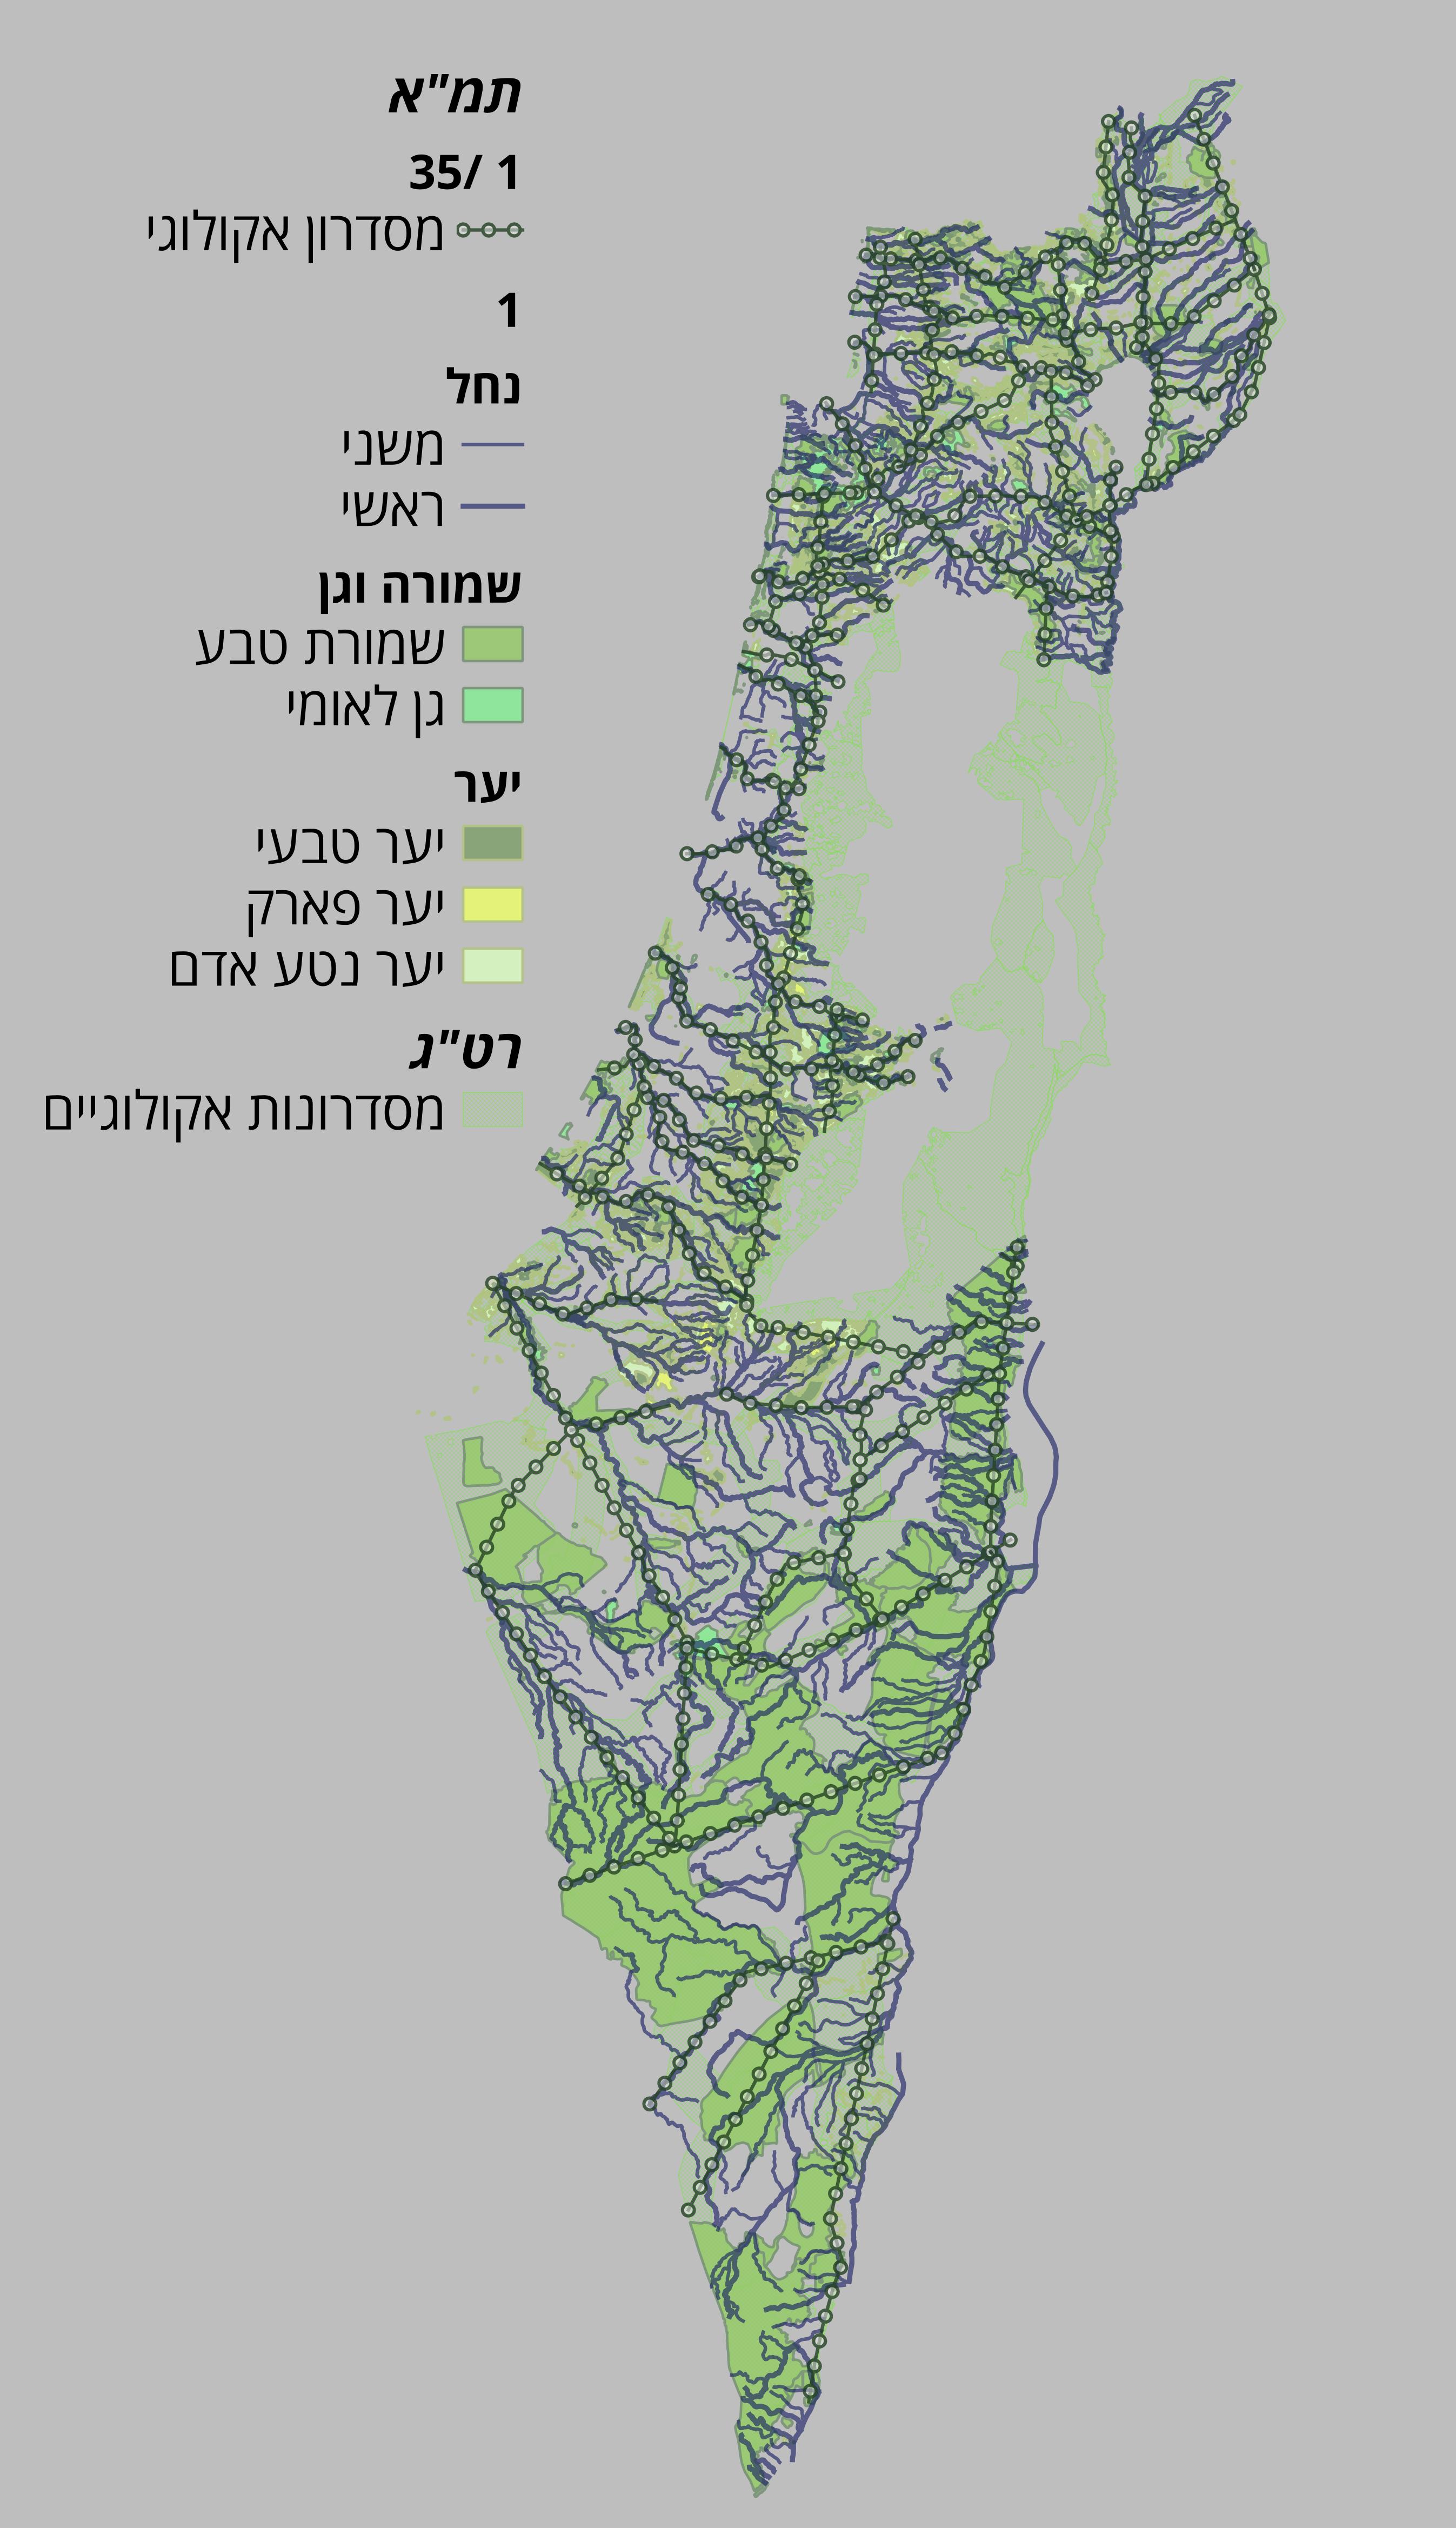 תמ"א
35/ 1
מסדרון אקולוגי
1
נחל
משני
ראשי
שמורה וגן
שמורת טבע
גן לאומי
יער
יער טבעי
יער פארק
יער נטע אדם
רט"ג
מסדרונות אקולוגיים